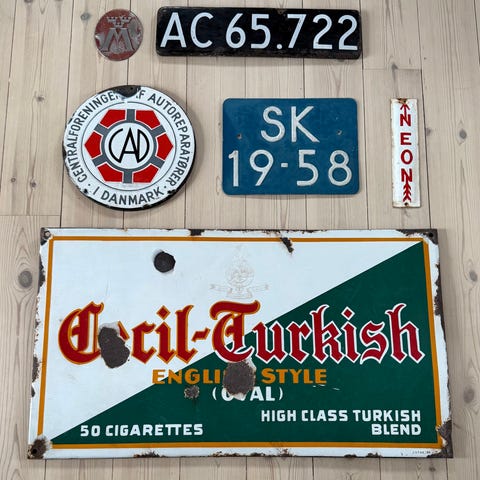 AC 65.722
CENTRALFORENINGEN AF AUTOREPARATØRER
· I DANMARK ·
CAD
SK
19-58
NEON
Cecil-Turkish
ENGLISH STYLE
(OVAL)
50 CIGARETTES
HIGH CLASS TURKISH
BLEND